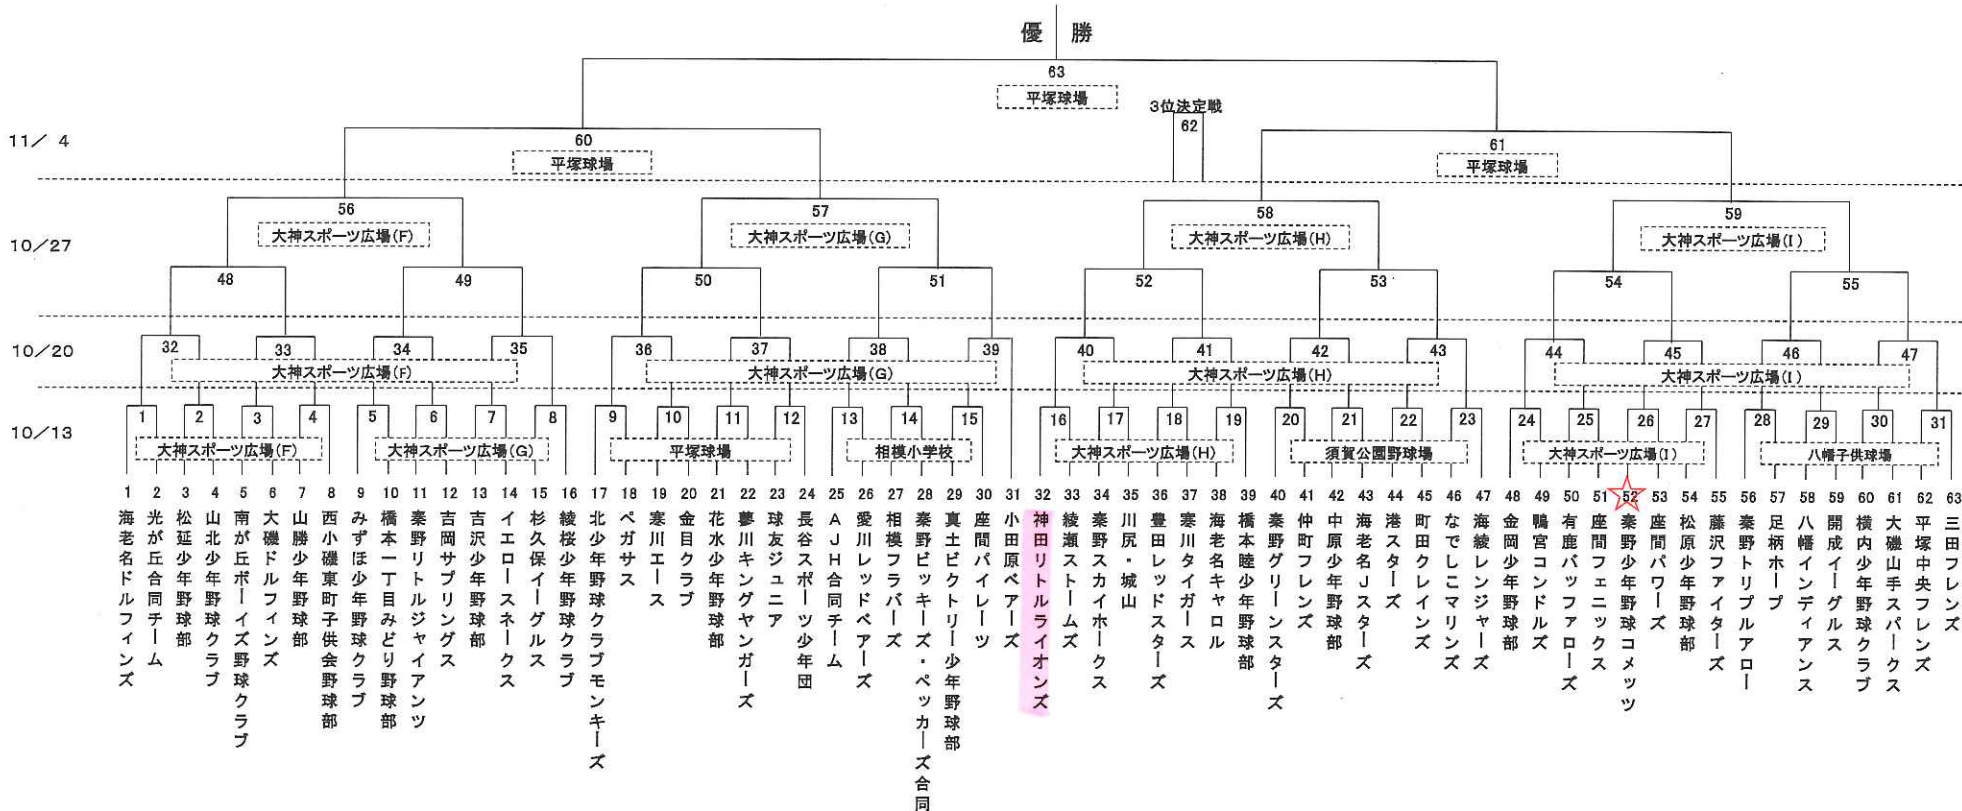 優 勝
63
平塚球場
3位決定戦
62
11/ 4
60
平塚球場
61
平塚球場
56
大神スポーツ広場(F)
57
大神スポーツ広場(G)
58
大神スポーツ広場(H)
59
大神スポーツ広場(I)
10/27
48
49
50
51
52
53
54
55
10/20
32
33
34
35
大神スポーツ広場(F)
36
37
38
39
大神スポーツ広場(G)
40
41
42
43
大神スポーツ広場(H)
44
45
46
47
大神スポーツ広場(I)
10/13
1
2
3
4
大神スポーツ広場(F)
5
6
7
8
大神スポーツ広場(G)
9
10
11
12
平塚球場
13
14
15
相模小学校
16
17
18
19
大神スポーツ広場(H)
20
21
22
23
須賀公園野球場
24
25
26
27
大神スポーツ広場(I)
28
29
30
31
八幡子供球場
1 海老名ドルフィンズ
2 光が丘合同チーム
3 松延少年野球部
4 山北少年野球クラブ
5 南が丘ボーイズ野球クラブ
6 大磯ドルフィンズ
7 山勝少年野球部
8 西小磯東町子供会野球部
9 みずほ少年野球クラブ
10 橋本一丁目みどり野球部
11 秦野リトルジャイアンツ
12 吉岡サプリングス
13 吉沢少年野球部
14 イエロースネークス
15 杉久保イーグルス
16 綾桜少年野球クラブ
17 北少年野球クラブモンキーズ
18 ペガサス
19 寒川エース
20 金目クラブ
21 花水少年野球部
22 夢川キングヤンガーズ
23 球友ジュニア
24 長谷スポーツ少年団
25 AJH合同チーム
26 愛川レッドベアーズ
27 相模フラバーズ
28 秦野ビッキーズ・ペッカーズ合同
29 真土ビクトリー少年野球部
30 座間パイレーツ
31 小田原ベアーズ
32 神田リトルライオンズ
33 綾瀬ストームズ
34 秦野スカイホークス
35 川尻・城山
36 豊田レッドスターズ
37 寒川タイガース
38 海老名キャロル
39 橋本睦少年野球部
40 秦野グリーンスターズ
41 仲町フレンズ
42 中原少年野球部
43 海老名Jスターズ
44 港スターズ
45 町田クレインズ
46 なでしこマリンズ
47 海綾レンジャーズ
48 金岡少年野球部
49 鴨宮コンドルズ
50 有鹿バッファローズ
51 座間フェニックス
52 秦野少年野球コメッツ
53 座間パワーズ
54 松原少年野球部
55 藤沢ファイターズ
56 秦野トリプルアロー
57 足柄ホープ
58 八幡インディアンス
59 開成イーグルス
60 横内少年野球クラブ
61 大磯山手スパークス
62 平塚中央フレンズ
63 三田フレンズ